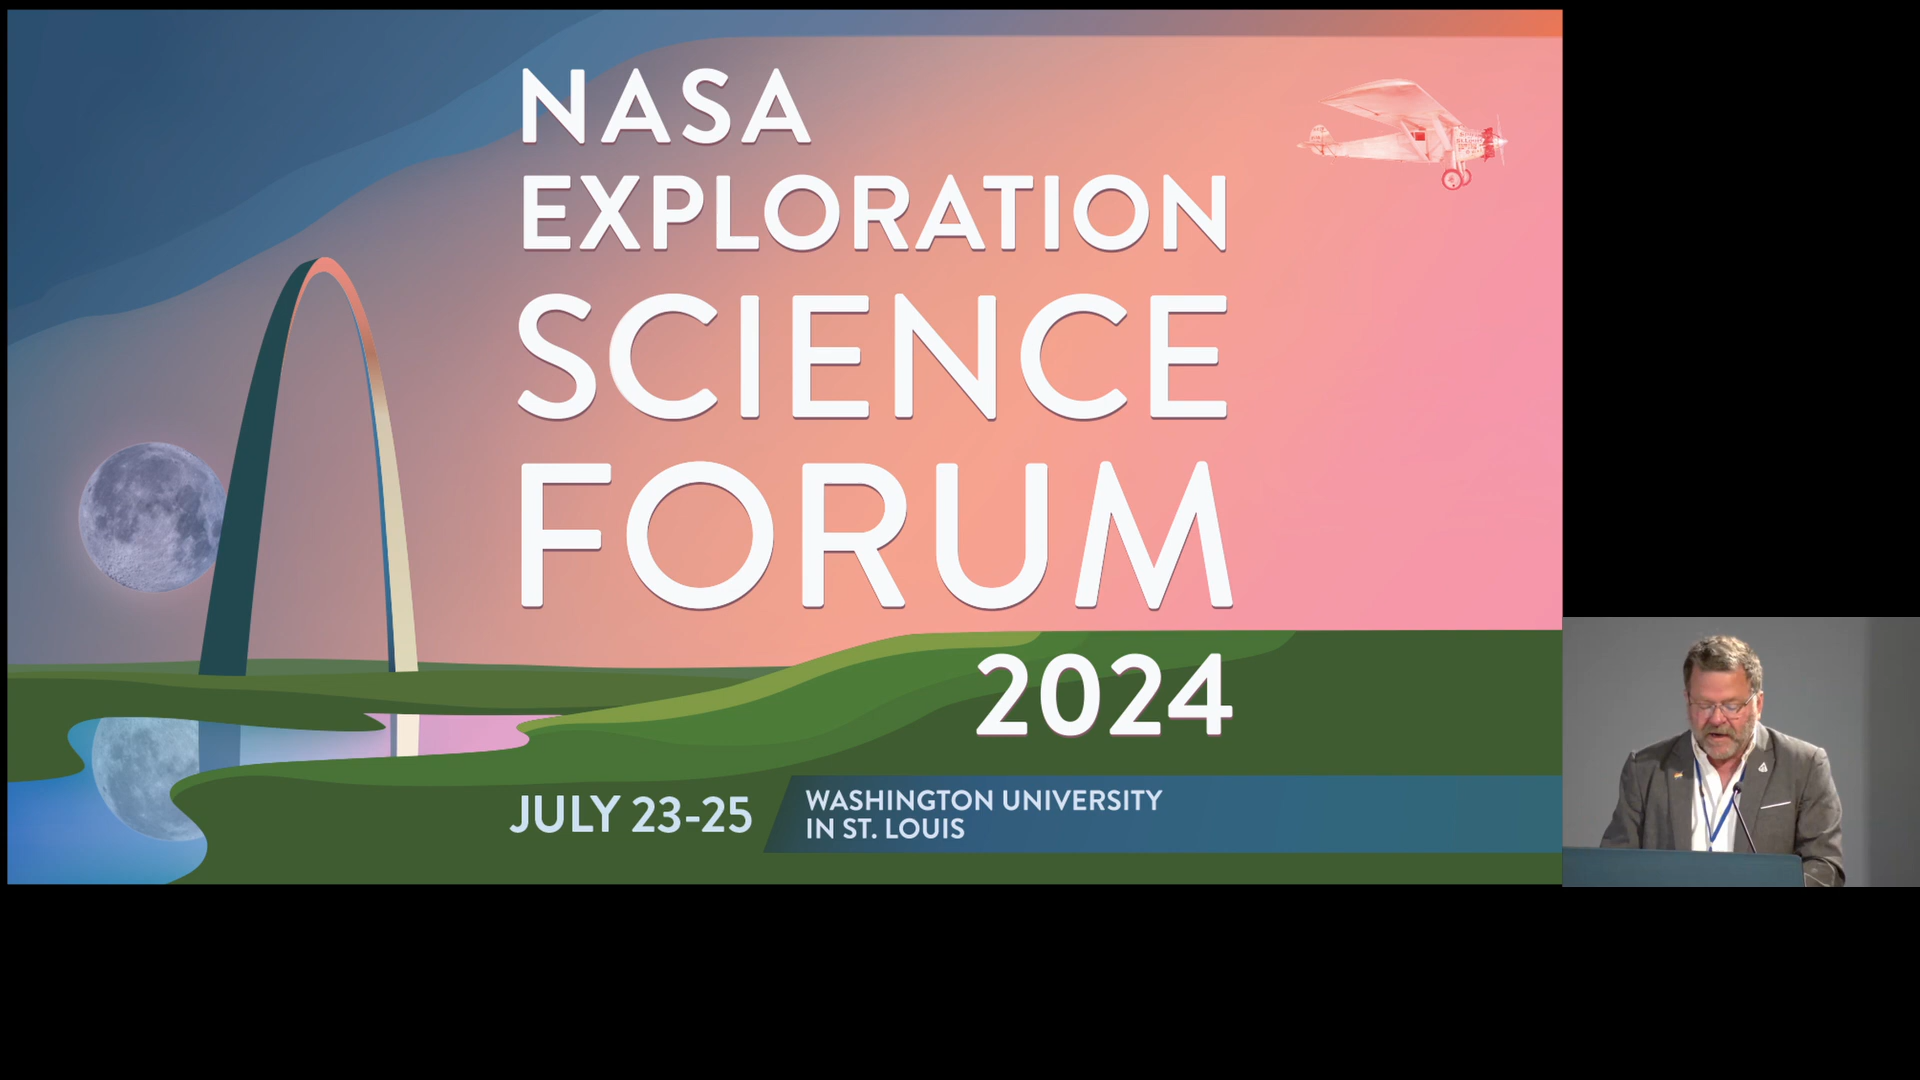 NASA
EXPLORATION
SCIENCE
FORUM
2024
JULY 23-25
WASHINGTON UNIVERSITY
IN ST. LOUIS